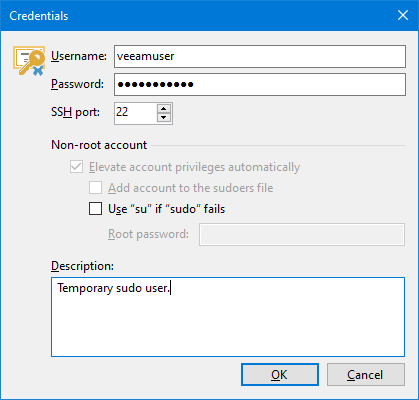 Credentials
Username: veeamuser
Password: ●●●●●●●●●●●
SSH port: 22
Non-root account
Elevate account privileges automatically
Add account to the sudoers file
Use "su" if "sudo" fails
Root password:
Description:
Temporary sudo user.
OK Cancel